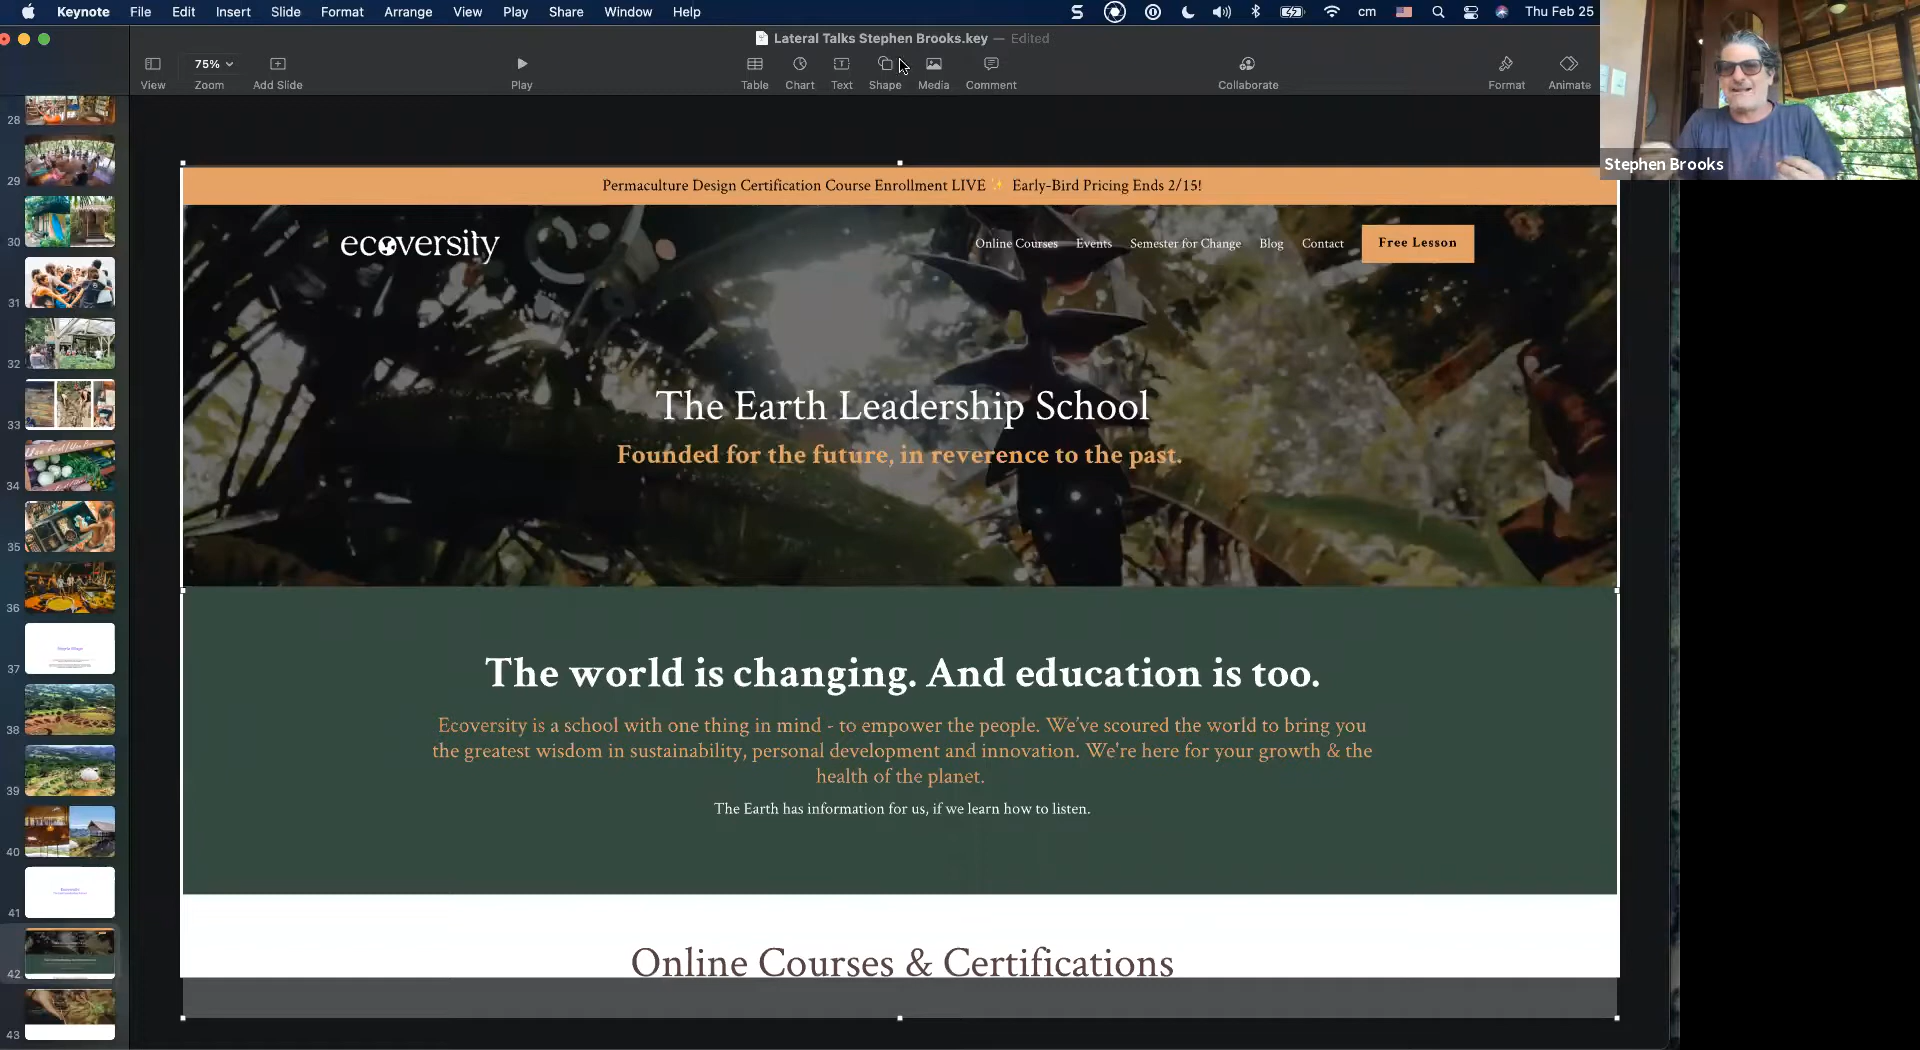 Keynote File Edit Insert Slide Format Arrange View Play Share Window Help
cm Thu Feb 25
Lateral Talks Stephen Brooks.key — Edited
75%
View Zoom Add Slide Play Table Chart Text Shape Media Comment Collaborate Format Animate
Stephen Brooks
28
29
30
31
32
33
34
35
36
37
38
39
40
41
42
43
Permaculture Design Certification Course Enrollment LIVE ✨ Early-Bird Pricing Ends 2/15!
ecoversity
Online Courses Events Semester for Change Blog Contact Free Lesson
The Earth Leadership School
Founded for the future, in reverence to the past.
The world is changing. And education is too.
Ecoversity is a school with one thing in mind - to empower the people. We've scoured the world to bring you
the greatest wisdom in sustainability, personal development and innovation. We're here for your growth & the
health of the planet.
The Earth has information for us, if we learn how to listen.
Online Courses & Certifications